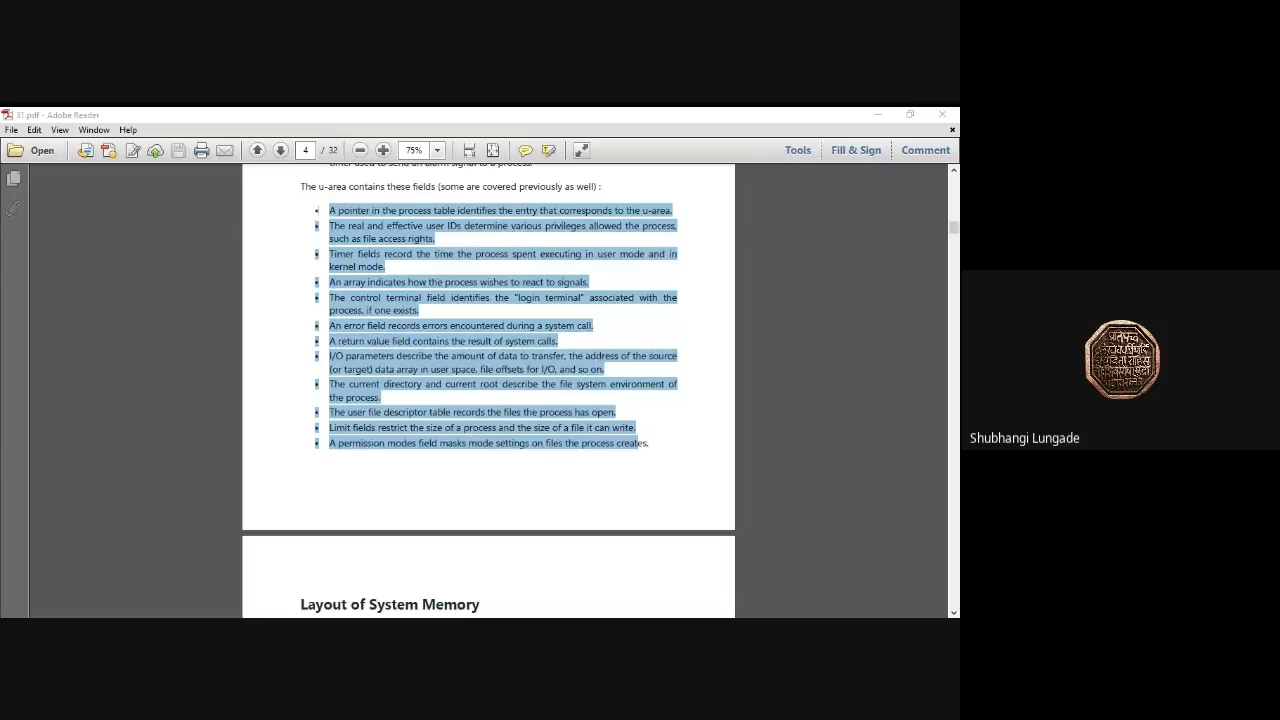 31.pdf - Adobe Reader
File Edit View Window Help
Open 4 / 32 75% Tools Fill & Sign Comment
timer used to send an alarm signal to a process.
The u-area contains these fields (some are covered previously as well) :
• A pointer in the process table identifies the entry that corresponds to the u-area.
• The real and effective user IDs determine various privileges allowed the process,
such as file access rights.
• Timer fields record the time the process spent executing in user mode and in
kernel mode.
• An array indicates how the process wishes to react to signals.
• The control terminal field identifies the "login terminal" associated with the
process, if one exists.
• An error field records errors encountered during a system call.
• A return value field contains the result of system calls.
• I/O parameters describe the amount of data to transfer, the address of the source
(or target) data array in user space, file offsets for I/O, and so on.
• The current directory and current root describe the file system environment of
the process.
• The user file descriptor table records the files the process has open.
• Limit fields restrict the size of a process and the size of a file it can write.
• A permission modes field masks mode settings on files the process creates.
Layout of System Memory
Shubhangi Lungade